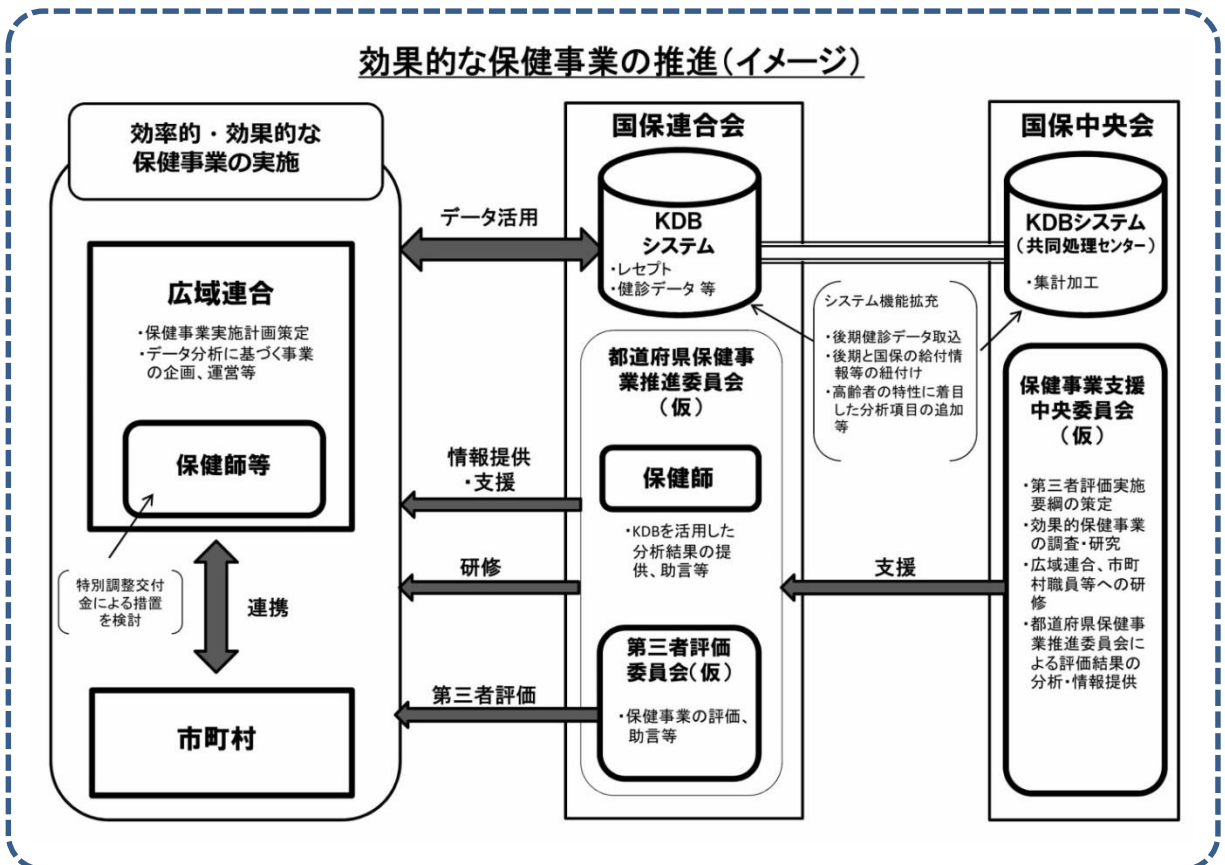 効果的な保健事業の推進(イメージ)
効率的・効果的な
保健事業の実施
広域連合
・保健事業実施計画策定
・データ分析に基づく事業
の企画、運営等
保健師等
特別調整交付
金による措置
を検討
連携
市町村
データ活用
情報提供
・支援
研修
第三者評価
国保連合会
KDB
システム
・レセプト
・健診データ 等
都道府県保健事
業推進委員会
(仮)
保健師
・KDBを活用した
分析結果の提
供、助言等
第三者評価
委員会(仮)
・保健事業の評価、
助言等
システム機能拡充
・後期健診データ取込
・後期と国保の給付情
報等の紐付け
・高齢者の特性に着目
した分析項目の追加
等
支援
国保中央会
KDBシステム
(共同処理センター)
・集計加工
保健事業支援
中央委員会
(仮)
・第三者評価実施
要綱の策定
・効果的保健事業
の調査・研究
・広域連合、市町
村職員等への研
修
・都道府県保健事
業推進委員会に
よる評価結果の
分析・情報提供